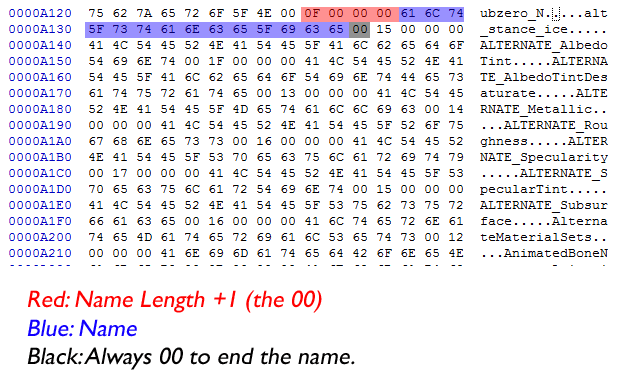 0000A120 75 62 7A 65 72 6F 5F 4E 00 0F 00 00 00 61 6C 74 ubzero_N.....alt
0000A130 5F 73 74 61 6E 63 65 5F 69 63 65 00 15 00 00 00 _stance_ice.....
0000A140 41 4C 54 45 52 4E 41 54 45 5F 41 6C 62 65 64 6F ALTERNATE_Albedo
0000A150 54 69 6E 74 00 1F 00 00 00 41 4C 54 45 52 4E 41 Tint.....ALTERNA
0000A160 54 45 5F 41 6C 62 65 64 6F 54 69 6E 74 44 65 73 TE_AlbedoTintDes
0000A170 61 74 75 72 61 74 65 00 13 00 00 00 41 4C 54 45 aturate.....ALTE
0000A180 52 4E 41 54 45 5F 4D 65 74 61 6C 6C 69 63 00 14 RNATE_Metallic..
0000A190 00 00 00 41 4C 54 45 52 4E 41 54 45 5F 52 6F 75 ...ALTERNATE_Rou
0000A1A0 67 68 6E 65 73 73 00 16 00 00 00 41 4C 54 45 52 ghness.....ALTER
0000A1B0 4E 41 54 45 5F 53 70 65 63 75 6C 61 72 69 74 79 NATE_Specularity
0000A1C0 00 17 00 00 00 41 4C 54 45 52 4E 41 54 45 5F 53 .....ALTERNATE_S
0000A1D0 70 65 63 75 6C 61 72 54 69 6E 74 00 15 00 00 00 pecularTint.....
0000A1E0 41 4C 54 45 52 4E 41 54 45 5F 53 75 62 73 75 72 ALTERNATE_Subsur
0000A1F0 66 61 63 65 00 16 00 00 00 41 6C 74 65 72 6E 61 face.....Alterna
0000A200 74 65 4D 61 74 65 72 69 61 6C 53 65 74 73 00 12 teMaterialSets..
0000A210 00 00 00 41 6E 69 6D 61 74 65 64 42 6F 6E 65 4E ...AnimatedBoneN
Red: Name Length +1 (the 00)
Blue: Name
Black: Always 00 to end the name.